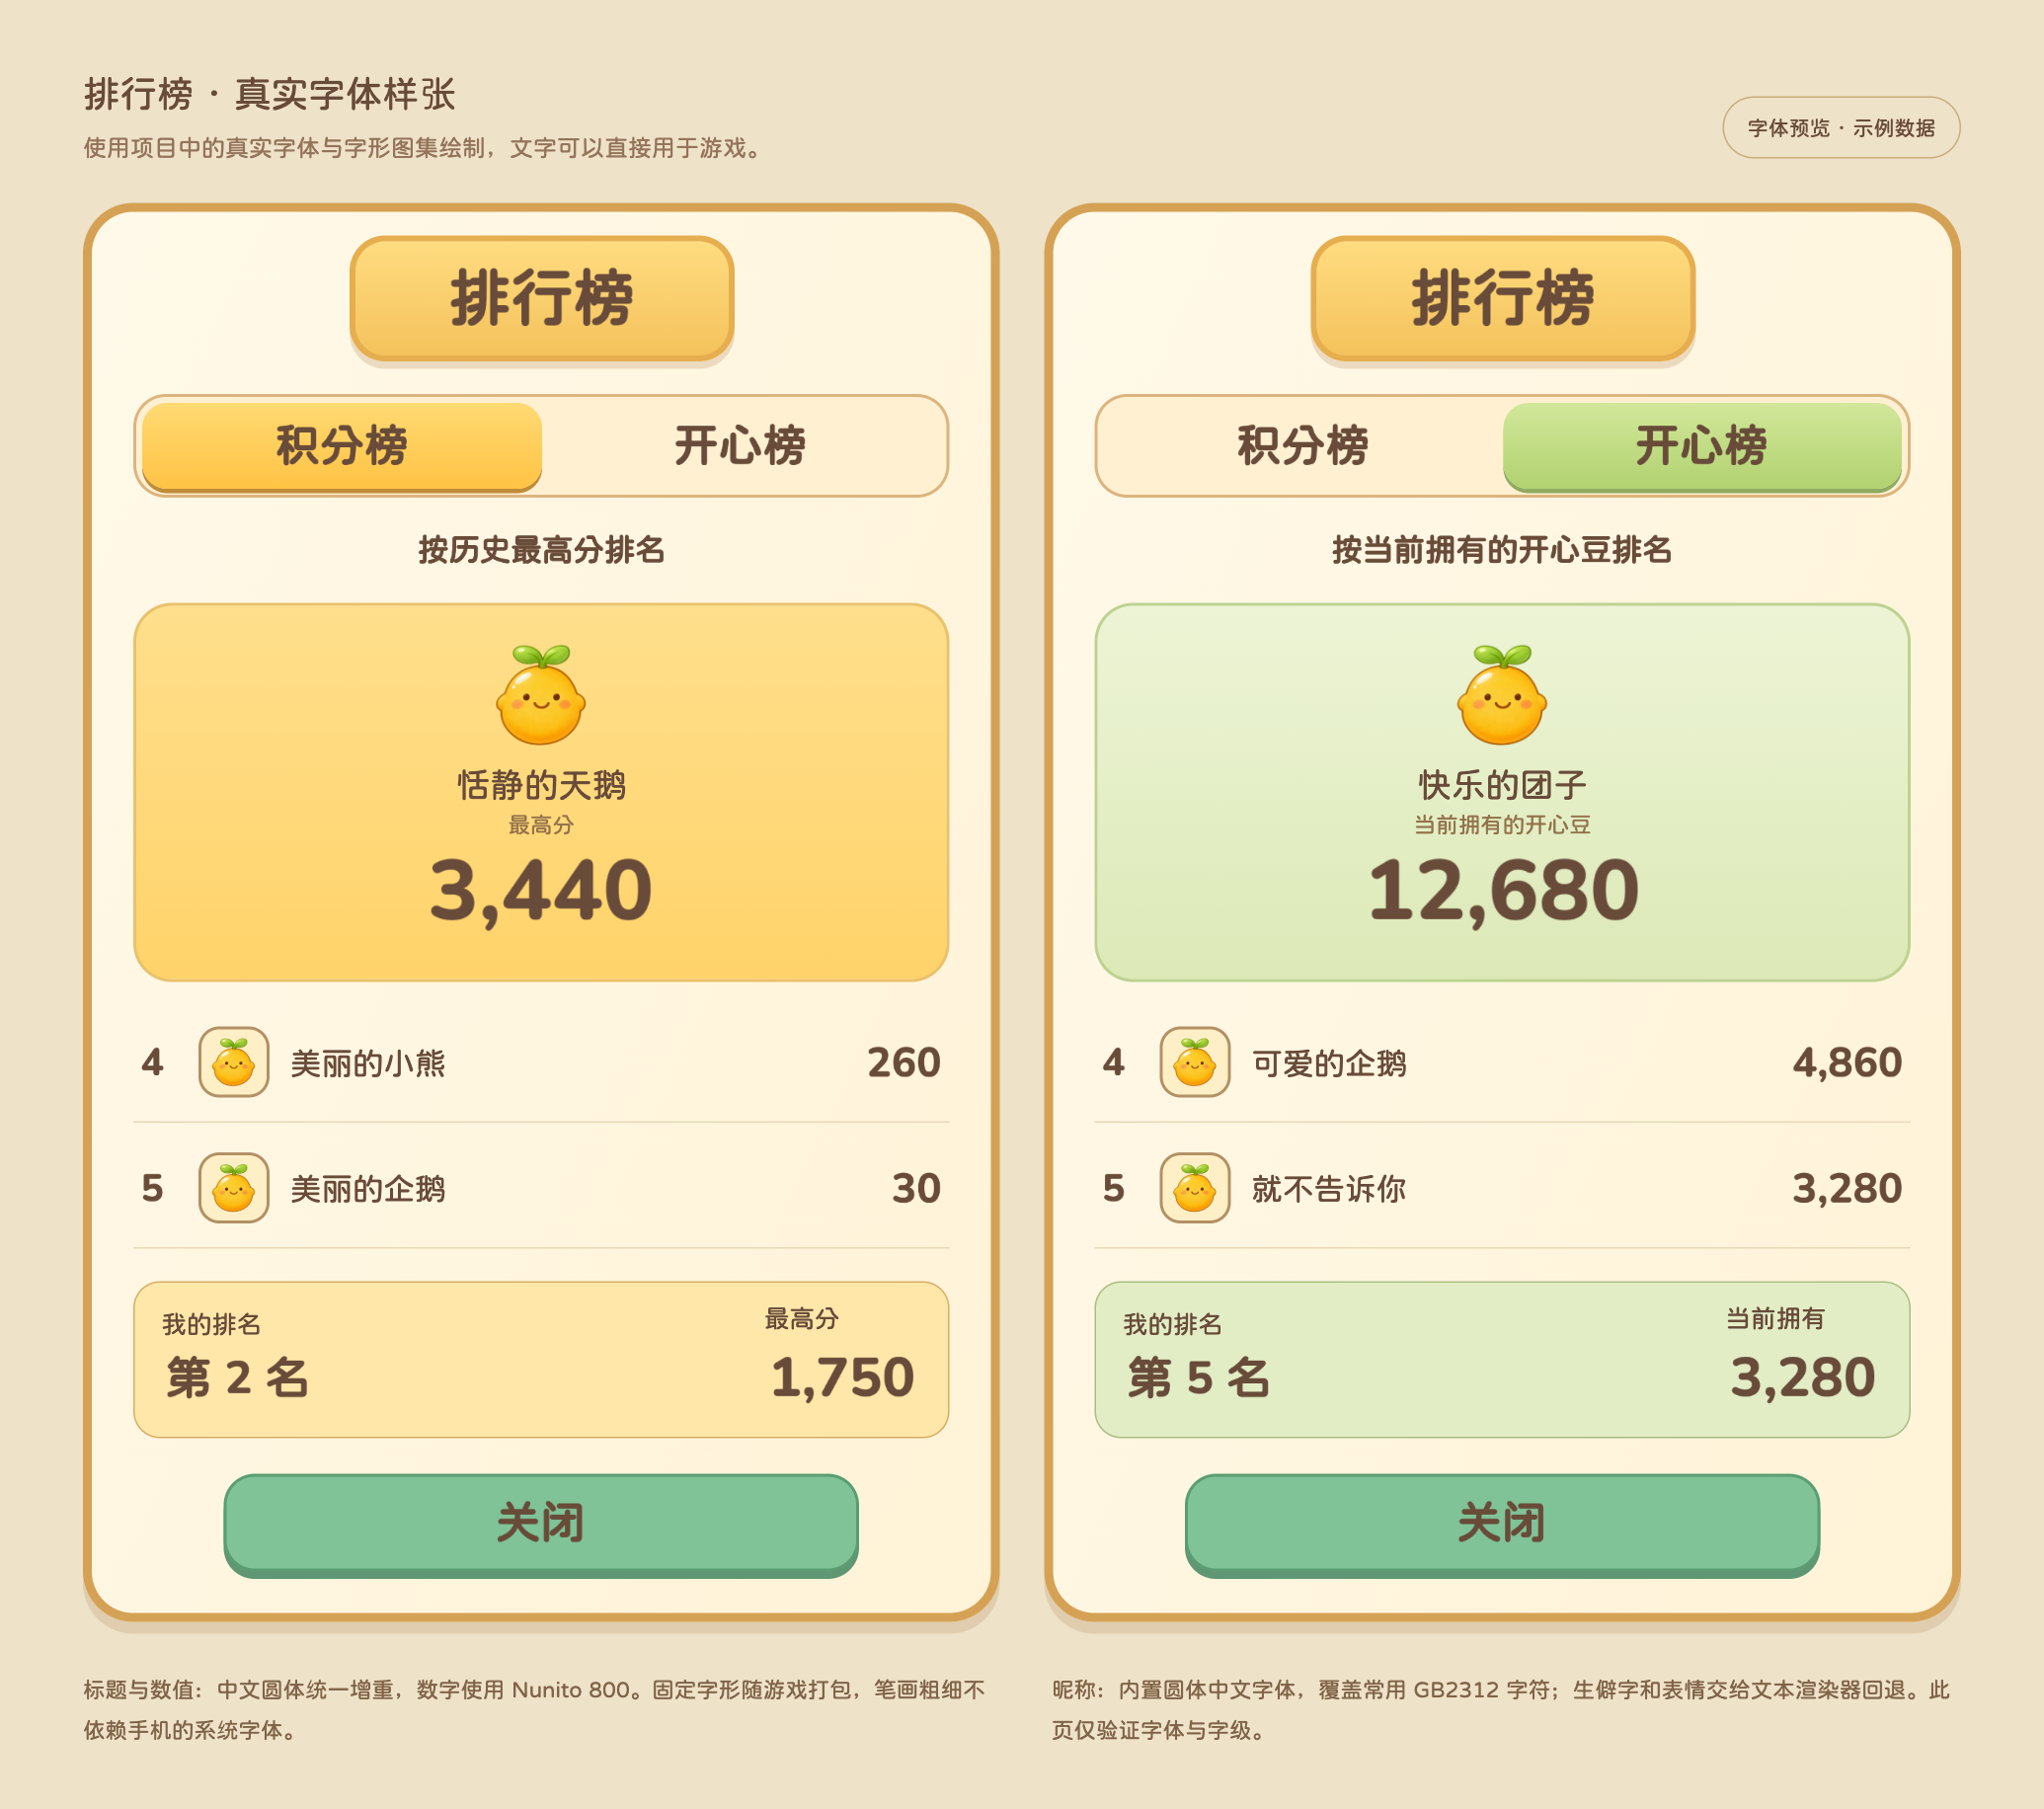 排行榜 · 真实字体样张
使用项目中的真实字体与字形图集绘制，文字可以直接用于游戏。
字体预览 · 示例数据
排行榜
积分榜 开心榜
按历史最高分排名
恬静的天鹅
最高分
3,440
4 美丽的小熊 260
5 美丽的企鹅 30
我的排名 最高分
第 2 名 1,750
关闭
排行榜
积分榜 开心榜
按当前拥有的开心豆排名
快乐的团子
当前拥有的开心豆
12,680
4 可爱的企鹅 4,860
5 就不告诉你 3,280
我的排名 当前拥有
第 5 名 3,280
关闭
标题与数值：中文圆体统一增重，数字使用 Nunito 800。固定字形随游戏打包，笔画粗细不
依赖手机的系统字体。
昵称：内置圆体中文字体，覆盖常用 GB2312 字符；生僻字和表情交给文本渲染器回退。此
页仅验证字体与字级。